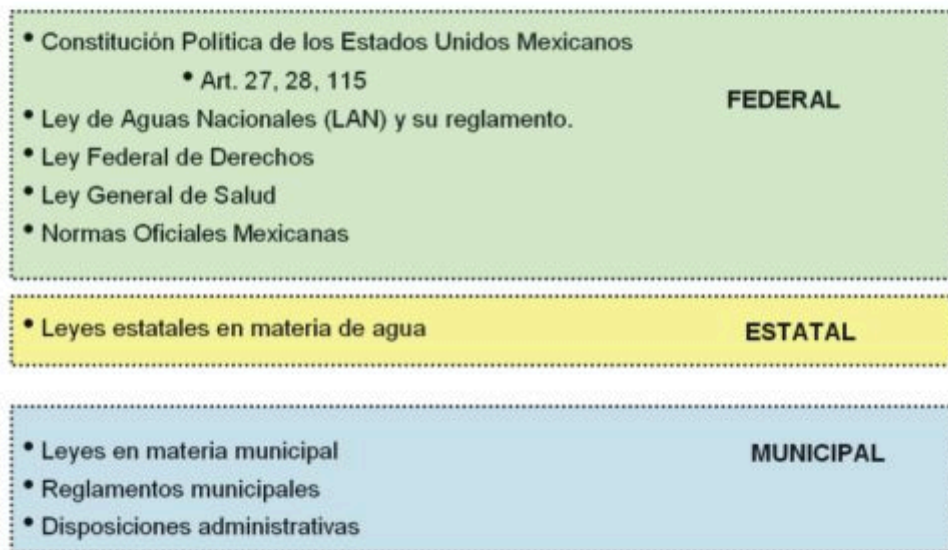 • Constitución Política de los Estados Unidos Mexicanos
• Art. 27, 28, 115
FEDERAL
• Ley de Aguas Nacionales (LAN) y su reglamento.
• Ley Federal de Derechos
• Ley General de Salud
• Normas Oficiales Mexicanas
• Leyes estatales en materia de agua
ESTATAL
• Leyes en materia municipal
MUNICIPAL
• Reglamentos municipales
• Disposiciones administrativas